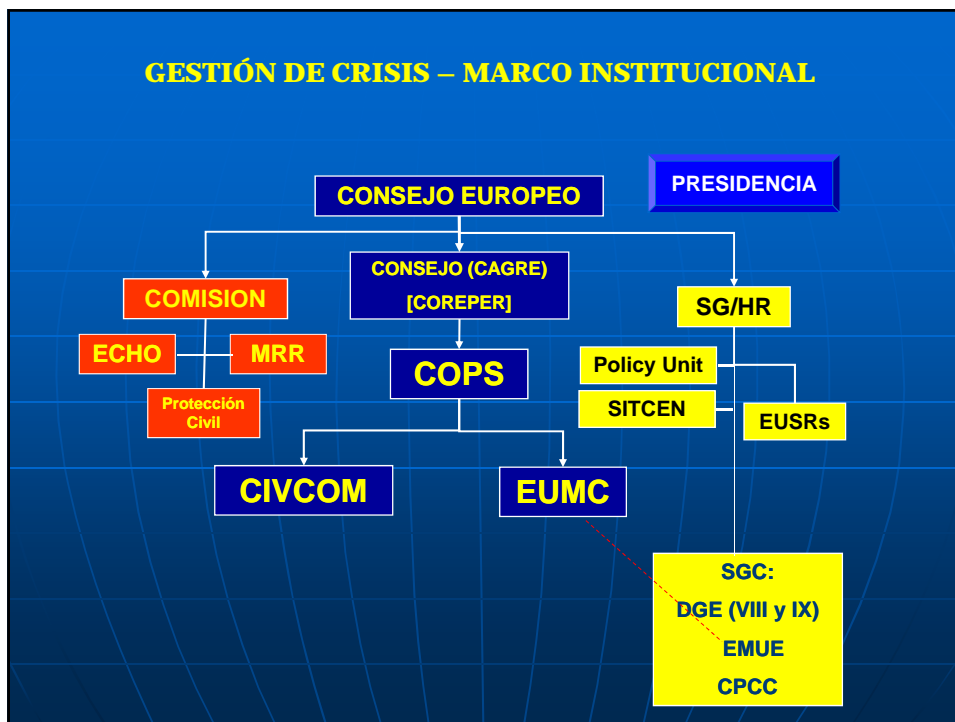 GESTIÓN DE CRISIS – MARCO INSTITUCIONAL
PRESIDENCIA
CONSEJO EUROPEO
CONSEJO (CAGRE)
[COREPER]
COMISION
SG/HR
ECHO
MRR
Policy Unit
COPS
Protección
Civil
SITCEN
EUSRs
CIVCOM
EUMC
SGC:
DGE (VIII y IX)
EMUE
CPCC